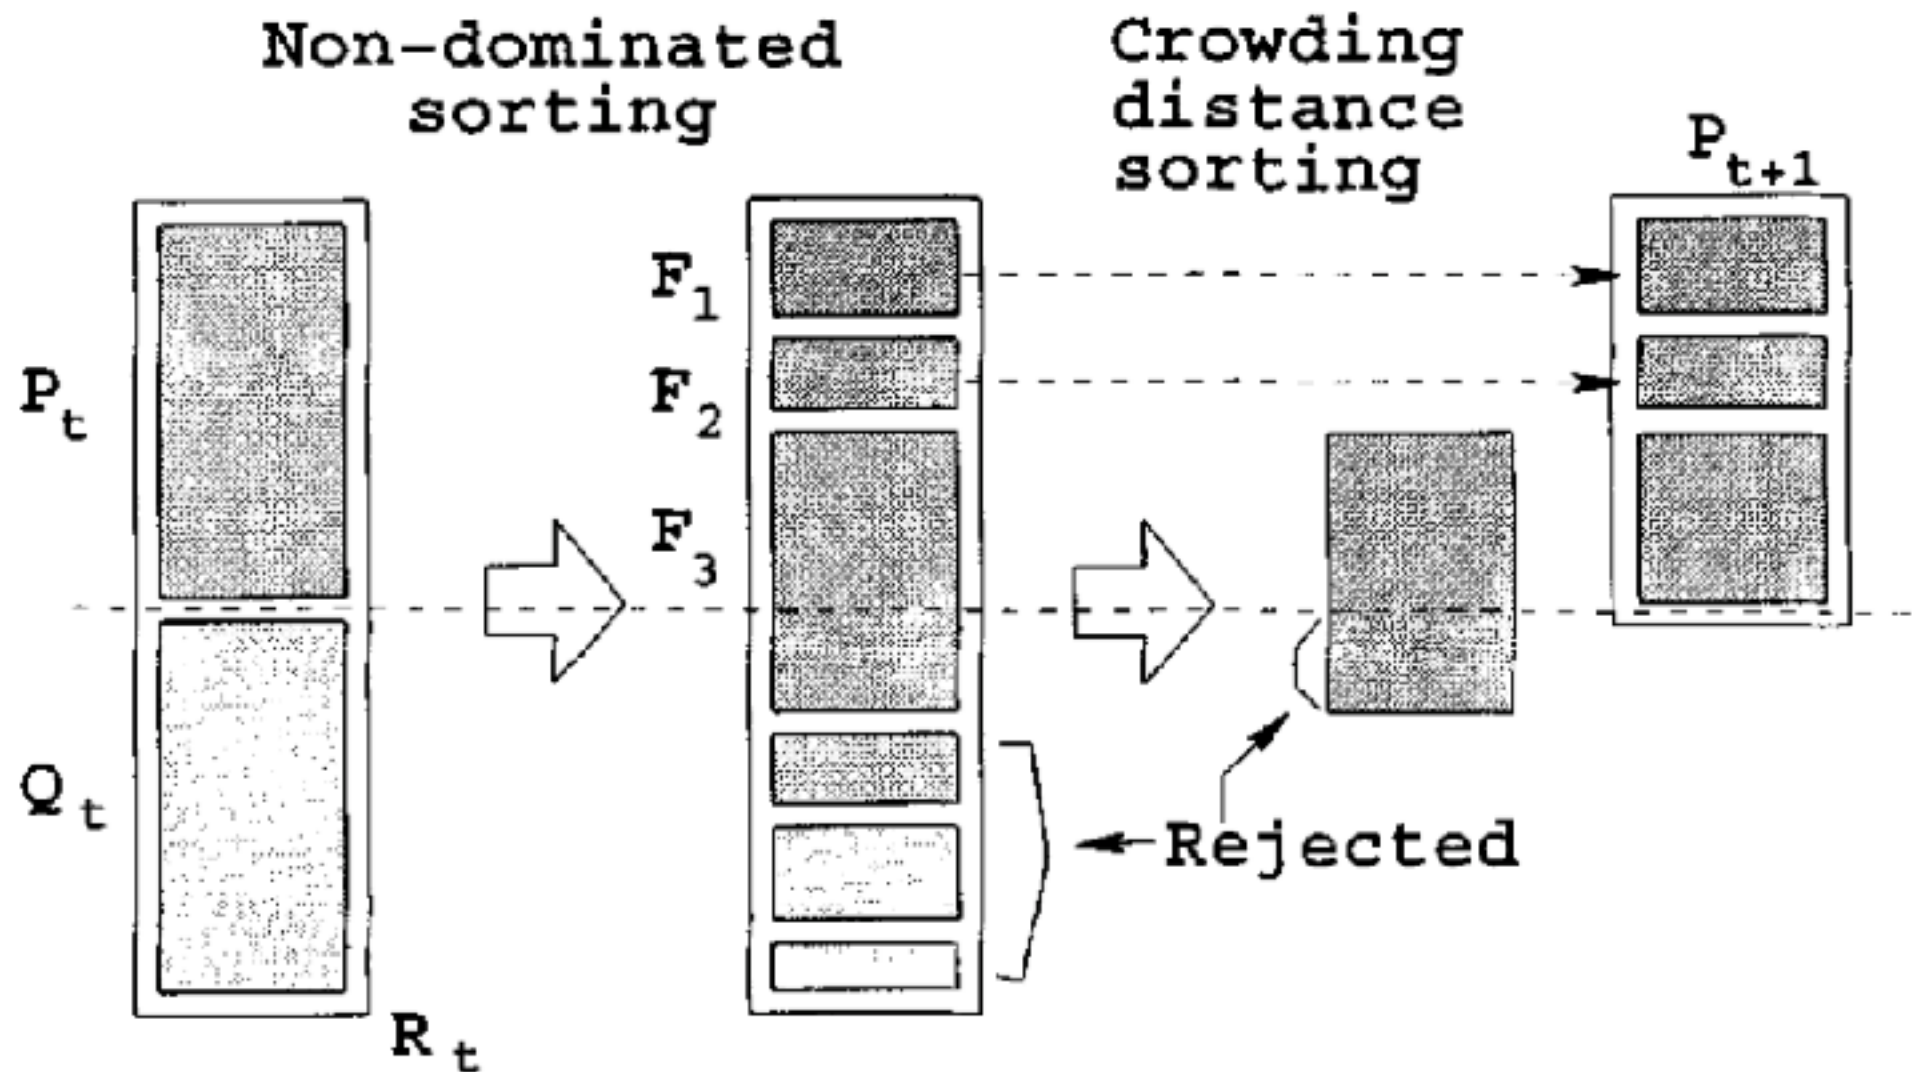 Non-dominated
sorting
Crowding
distance
sorting
P t+1
P t
F 1
F 2
F 3
Q t
Rejected
R t